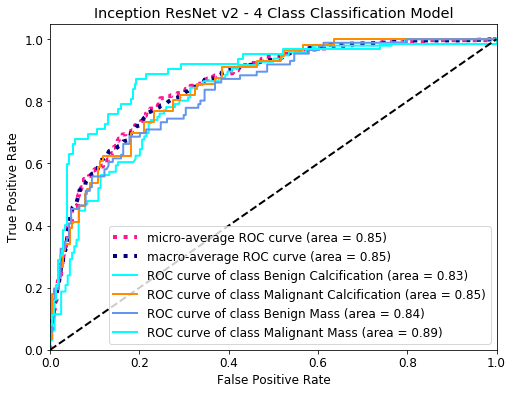 Inception ResNet v2 - 4 Class Classification Model
1.0
0.8
0.6
0.4
0.2
0.0
True Positive Rate
micro-average ROC curve (area = 0.85)
macro-average ROC curve (area = 0.85)
ROC curve of class Benign Calcification (area = 0.83)
ROC curve of class Malignant Calcification (area = 0.85)
ROC curve of class Benign Mass (area = 0.84)
ROC curve of class Malignant Mass (area = 0.89)
0.0 0.2 0.4 0.6 0.8 1.0
False Positive Rate